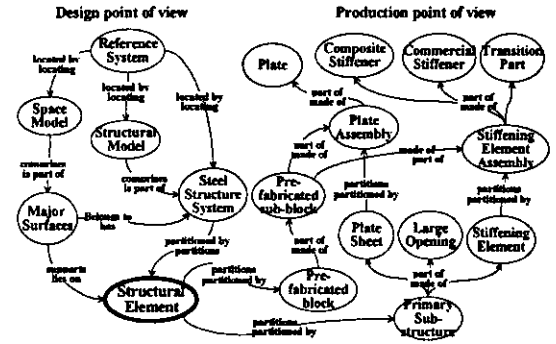 Design point of view
Production point of view
Reference
System
Plate
Composite
Stiffener
Commercial
Stiffener
Transition
Part
located by
locating
located by
locating
located by
locating
part of
made of
part of
made of
Space
Model
Structural
Model
Plate
Assembly
Stiffening
Element
Assembly
part of
made of
made of
part of
comprises
is part of
comprises
is part of
Steel
Structure
System
Pre-
fabricated
sub-block
partitions
partitioned by
partitions
partitioned by
Major
Surfaces
Belongs to
has
Plate
Sheet
Large
Opening
Stiffening
Element
partitioned by
partitions
part of
made of
part of
made of
supports
lies on
Structural
Element
partitions
partitioned by
Pre-
fabricated
block
Primary
Sub-
structure
partitions
partitioned by